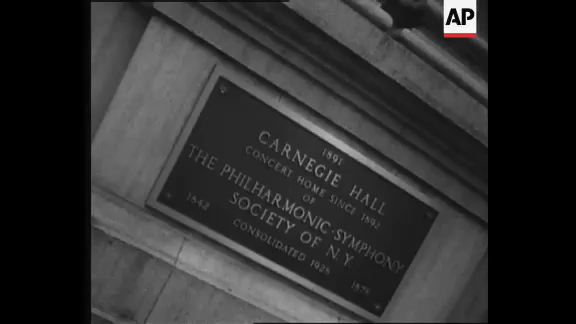 AP
1891
CARNEGIE HALL
CONCERT HOME SINCE 1892
OF
THE PHILHARMONIC-SYMPHONY
SOCIETY OF N.Y.
1842 CONSOLIDATED 1928 1878